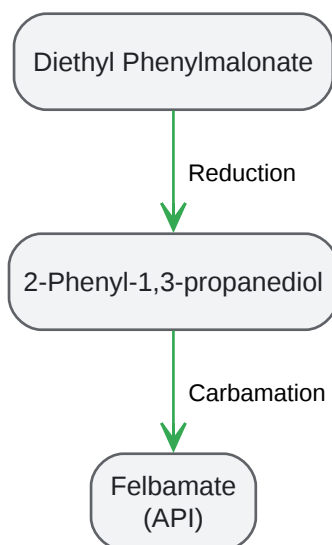 Diethyl Phenylmalonate
Reduction
2-Phenyl-1,3-propanediol
Carbamation
Felbamate
(API)